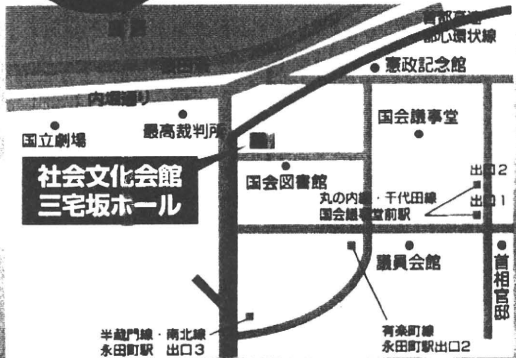 首都高速
都心環状線
憲政記念館
内堀通り
国会議事堂
国立劇場
最高裁判所
社会文化会館
三宅坂ホール
国会図書館
出口2
丸の内線・千代田線
国会議事堂前駅
出口1
議員会館
首相官邸
半蔵門線・南北線
永田町駅 出口3
有楽町線
永田町駅出口2